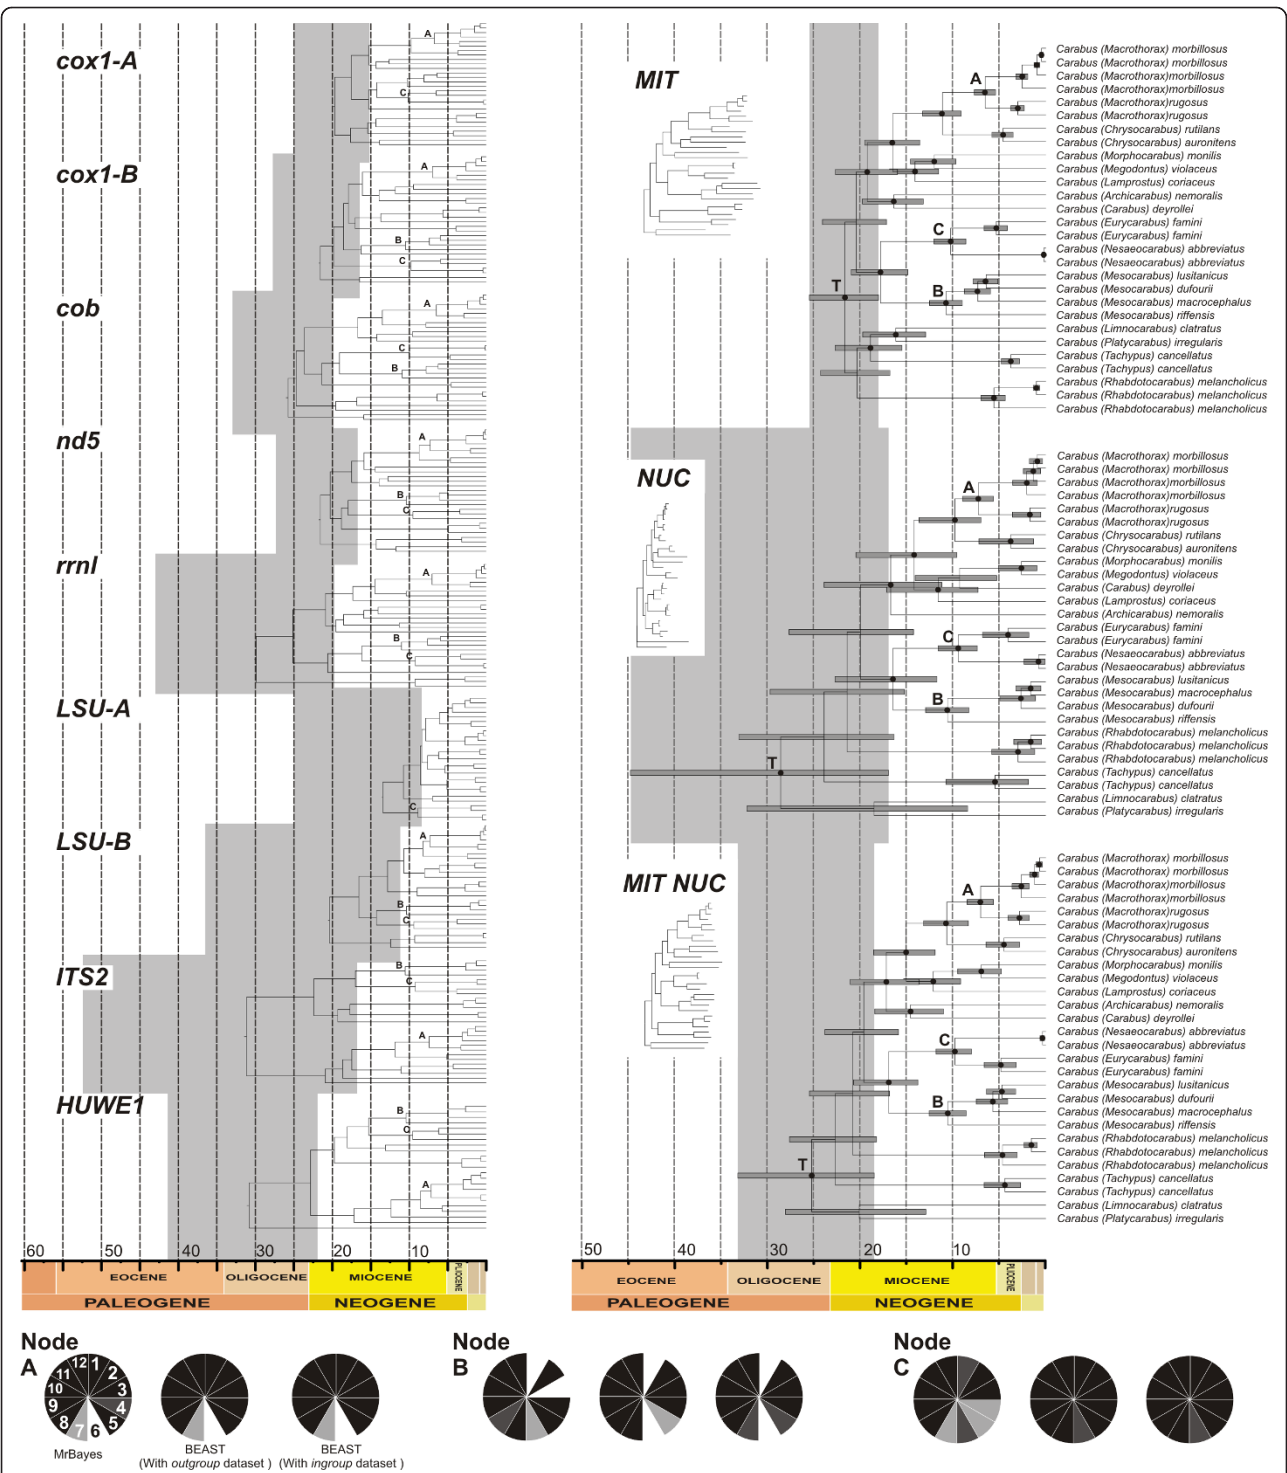 cox1-A
A
C
cox1-B
A
B
C
cob
A
C
B
nd5
A
B
C
rrnl
A
B
C
LSU-A
C
LSU-B
A
B
C
ITS2
B
C
A
HUWE1
B
C
A
60 50 40 30 20 10
EOCENE OLIGOCENE MIOCENE PLIOCENE
PALEOGENE NEOGENE
MIT
A
C
B
T
Carabus (Macrothorax) morbillosus
Carabus (Macrothorax) morbillosus
Carabus (Macrothorax)morbillosus
Carabus (Macrothorax)morbillosus
Carabus (Macrothorax)rugosus
Carabus (Macrothorax)rugosus
Carabus (Chrysocarabus) rutilans
Carabus (Chrysocarabus) auronitens
Carabus (Morphocarabus) monilis
Carabus (Megodontus) violaceus
Carabus (Lamprostus) coriaceus
Carabus (Archicarabus) nemoralis
Carabus (Carabus) deyrollei
Carabus (Eurycarabus) famini
Carabus (Eurycarabus) famini
Carabus (Nesaeocarabus) abbreviatus
Carabus (Nesaeocarabus) abbreviatus
Carabus (Mesocarabus) lusitanicus
Carabus (Mesocarabus) dufourii
Carabus (Mesocarabus) macrocephalus
Carabus (Mesocarabus) riffensis
Carabus (Limnocarabus) clatratus
Carabus (Platycarabus) irregularis
Carabus (Tachypus) cancellatus
Carabus (Tachypus) cancellatus
Carabus (Rhabdotocarabus) melancholicus
Carabus (Rhabdotocarabus) melancholicus
Carabus (Rhabdotocarabus) melancholicus
NUC
A
C
B
T
Carabus (Macrothorax) morbillosus
Carabus (Macrothorax) morbillosus
Carabus (Macrothorax)morbillosus
Carabus (Macrothorax)morbillosus
Carabus (Macrothorax)rugosus
Carabus (Macrothorax)rugosus
Carabus (Chrysocarabus) rutilans
Carabus (Chrysocarabus) auronitens
Carabus (Morphocarabus) monilis
Carabus (Megodontus) violaceus
Carabus (Carabus) deyrollei
Carabus (Lamprostus) coriaceus
Carabus (Archicarabus) nemoralis
Carabus (Eurycarabus) famini
Carabus (Eurycarabus) famini
Carabus (Nesaeocarabus) abbreviatus
Carabus (Nesaeocarabus) abbreviatus
Carabus (Mesocarabus) lusitanicus
Carabus (Mesocarabus) macrocephalus
Carabus (Mesocarabus) dufourii
Carabus (Mesocarabus) riffensis
Carabus (Rhabdotocarabus) melancholicus
Carabus (Rhabdotocarabus) melancholicus
Carabus (Rhabdotocarabus) melancholicus
Carabus (Tachypus) cancellatus
Carabus (Tachypus) cancellatus
Carabus (Limnocarabus) clatratus
Carabus (Platycarabus) irregularis
MIT NUC
A
C
B
T
Carabus (Macrothorax) morbillosus
Carabus (Macrothorax) morbillosus
Carabus (Macrothorax)morbillosus
Carabus (Macrothorax)morbillosus
Carabus (Macrothorax)rugosus
Carabus (Macrothorax)rugosus
Carabus (Chrysocarabus) rutilans
Carabus (Chrysocarabus) auronitens
Carabus (Morphocarabus) monilis
Carabus (Megodontus) violaceus
Carabus (Lamprostus) coriaceus
Carabus (Archicarabus) nemoralis
Carabus (Carabus) deyrollei
Carabus (Nesaeocarabus) abbreviatus
Carabus (Nesaeocarabus) abbreviatus
Carabus (Eurycarabus) famini
Carabus (Eurycarabus) famini
Carabus (Mesocarabus) lusitanicus
Carabus (Mesocarabus) dufourii
Carabus (Mesocarabus) macrocephalus
Carabus (Mesocarabus) riffensis
Carabus (Rhabdotocarabus) melancholicus
Carabus (Rhabdotocarabus) melancholicus
Carabus (Rhabdotocarabus) melancholicus
Carabus (Tachypus) cancellatus
Carabus (Tachypus) cancellatus
Carabus (Limnocarabus) clatratus
Carabus (Platycarabus) irregularis
50 40 30 20 10
EOCENE OLIGOCENE MIOCENE PLIOCENE
PALEOGENE NEOGENE
Node
A
12 1 2 3 4 5 6 7 8 9 10 11
MrBayes
BEAST
(With outgroup dataset )
BEAST
(With ingroup dataset )
Node
B
Node
C